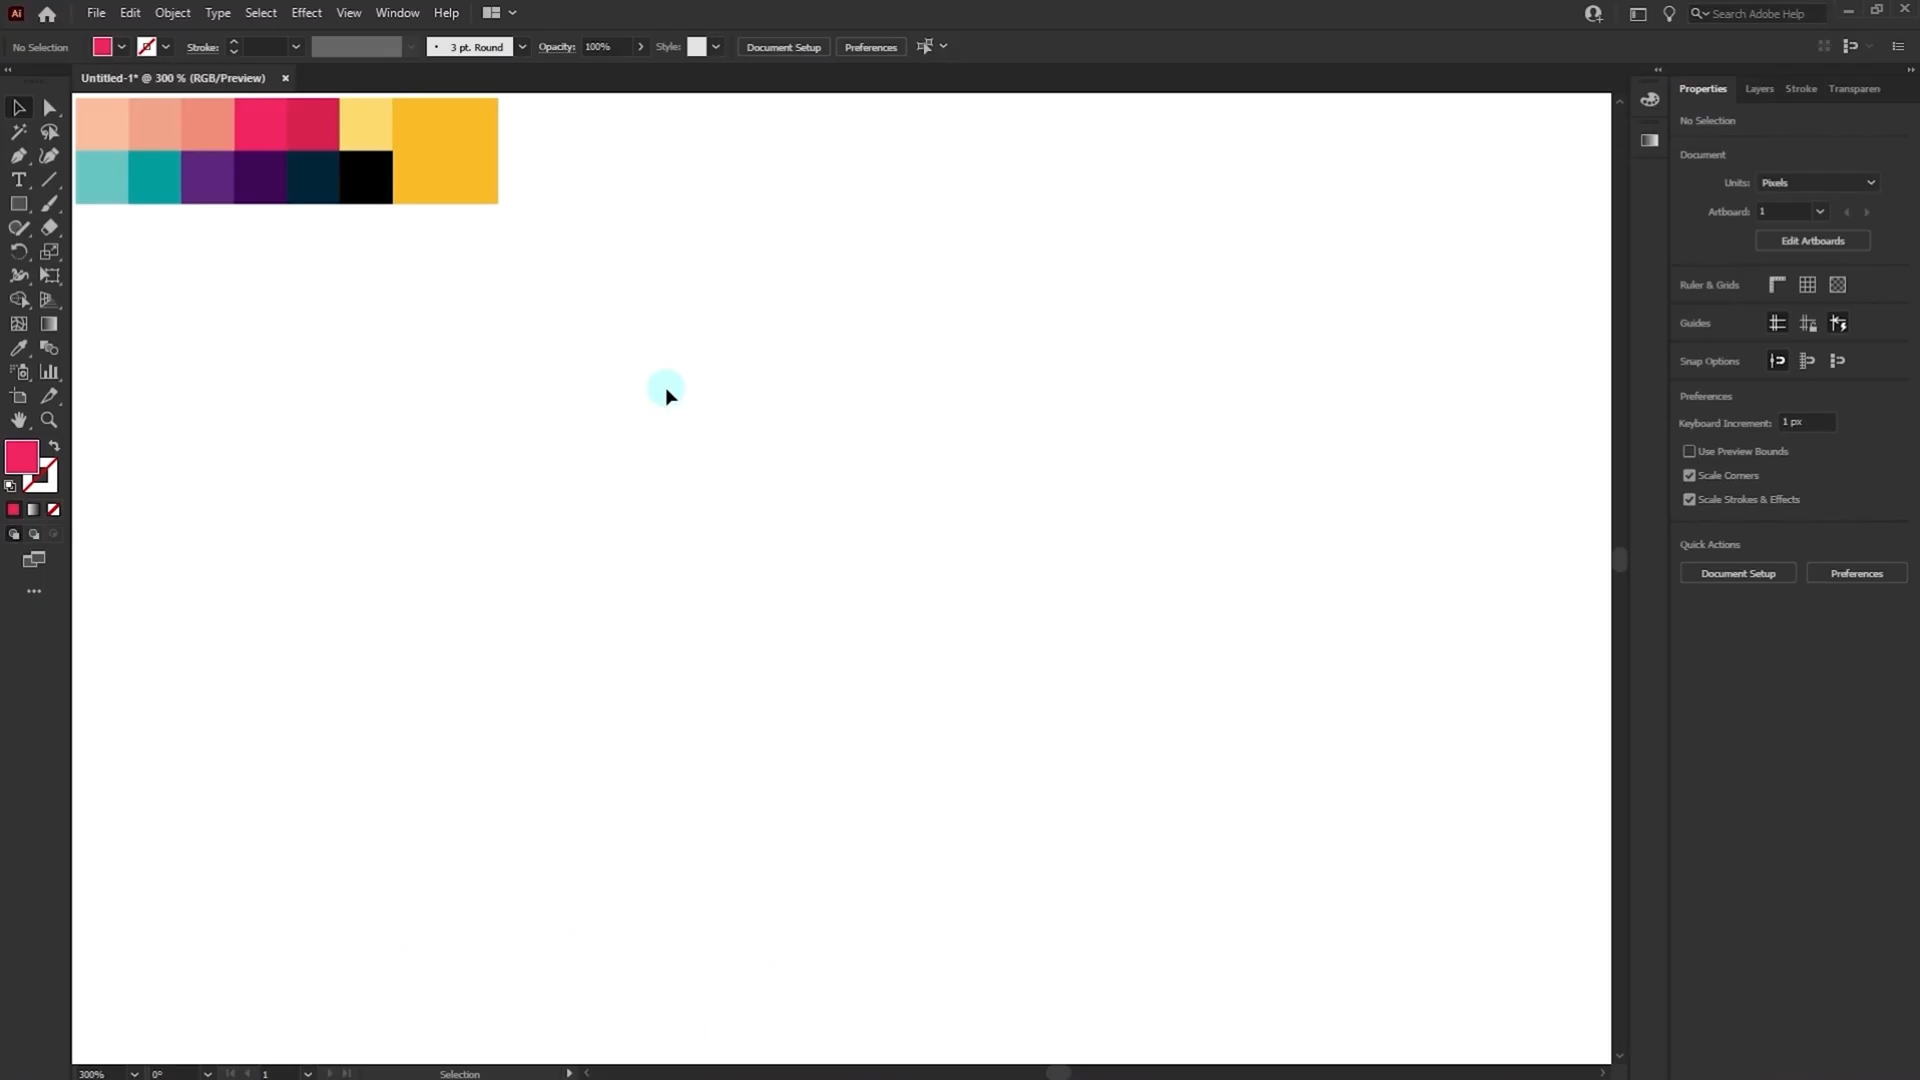 Ai File Edit Object Type Select Effect View Window Help Search Adobe Help
No Selection Stroke: 3 pt. Round Opacity: 100% Style: Document Setup Preferences
Untitled-1* @ 300 % (RGB/Preview)
Properties Layers Stroke Transparen
No Selection
Document
Units: Pixels
Artboard: 1
Edit Artboards
Ruler & Grids
Guides
Snap Options
Preferences
Keyboard Increment: 1 px
Use Preview Bounds
Scale Corners
Scale Strokes & Effects
Quick Actions
Document Setup Preferences
300% 0° 1 Selection